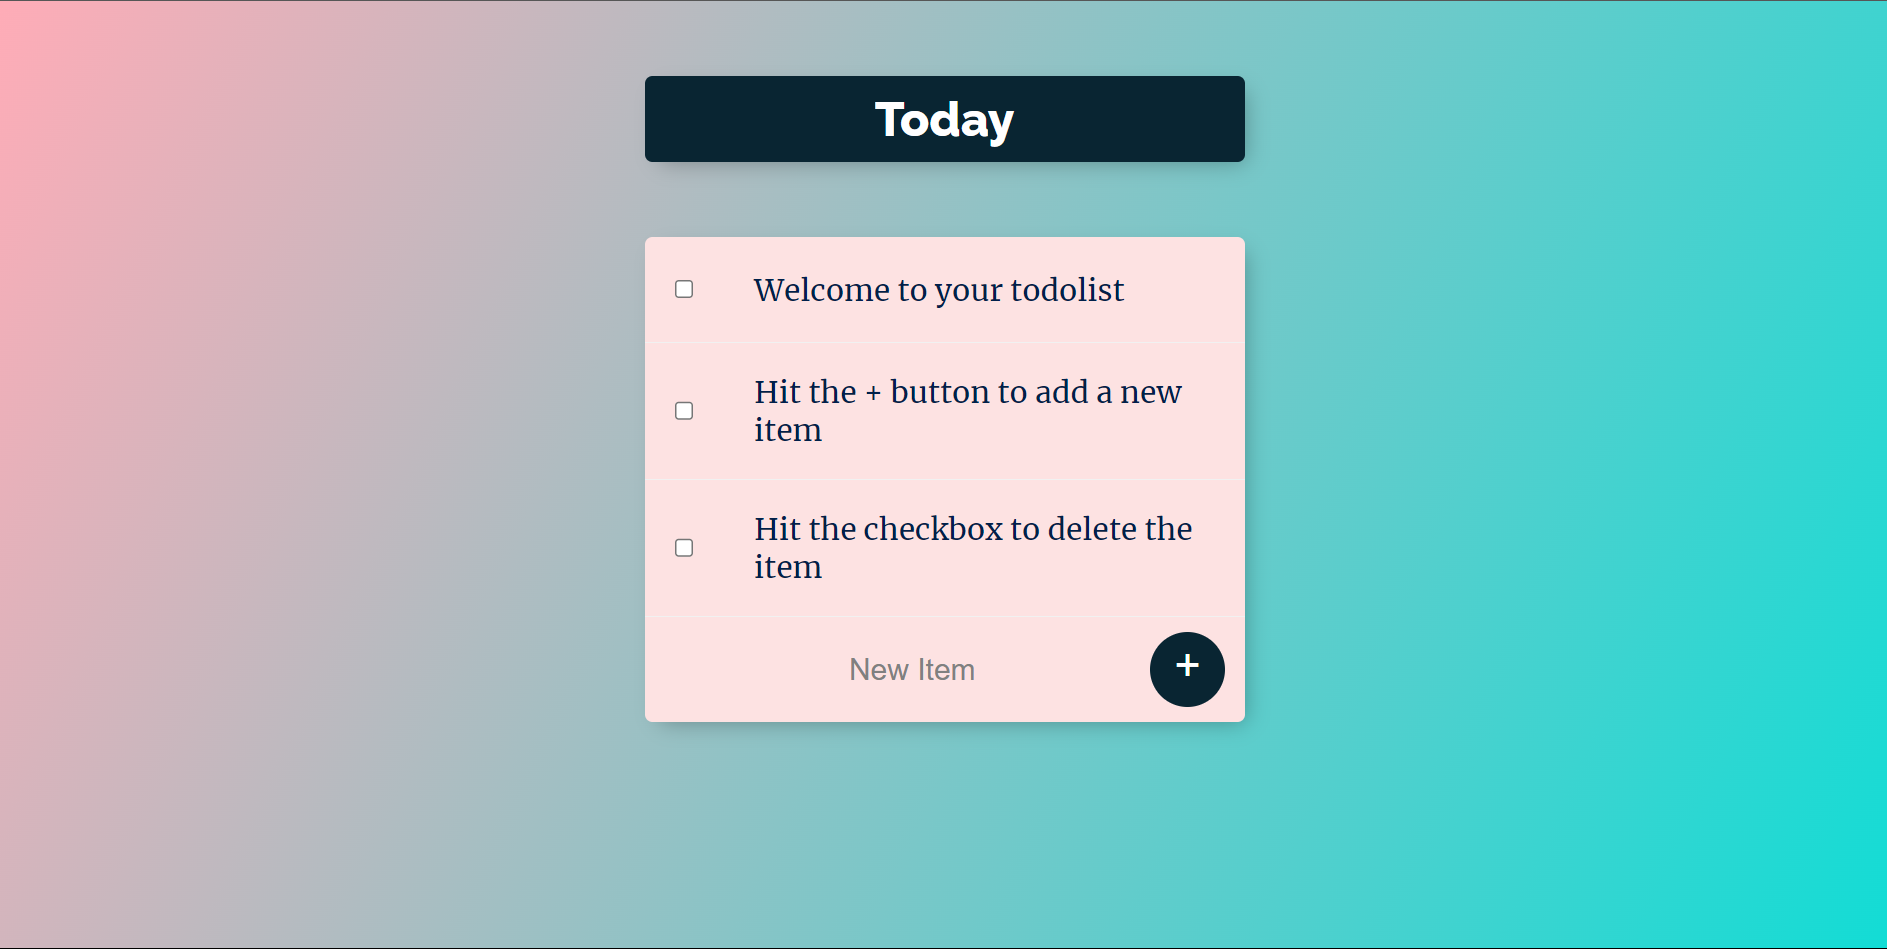 Today
Welcome to your todolist
Hit the + button to add a new
item
Hit the checkbox to delete the
item
New Item
+